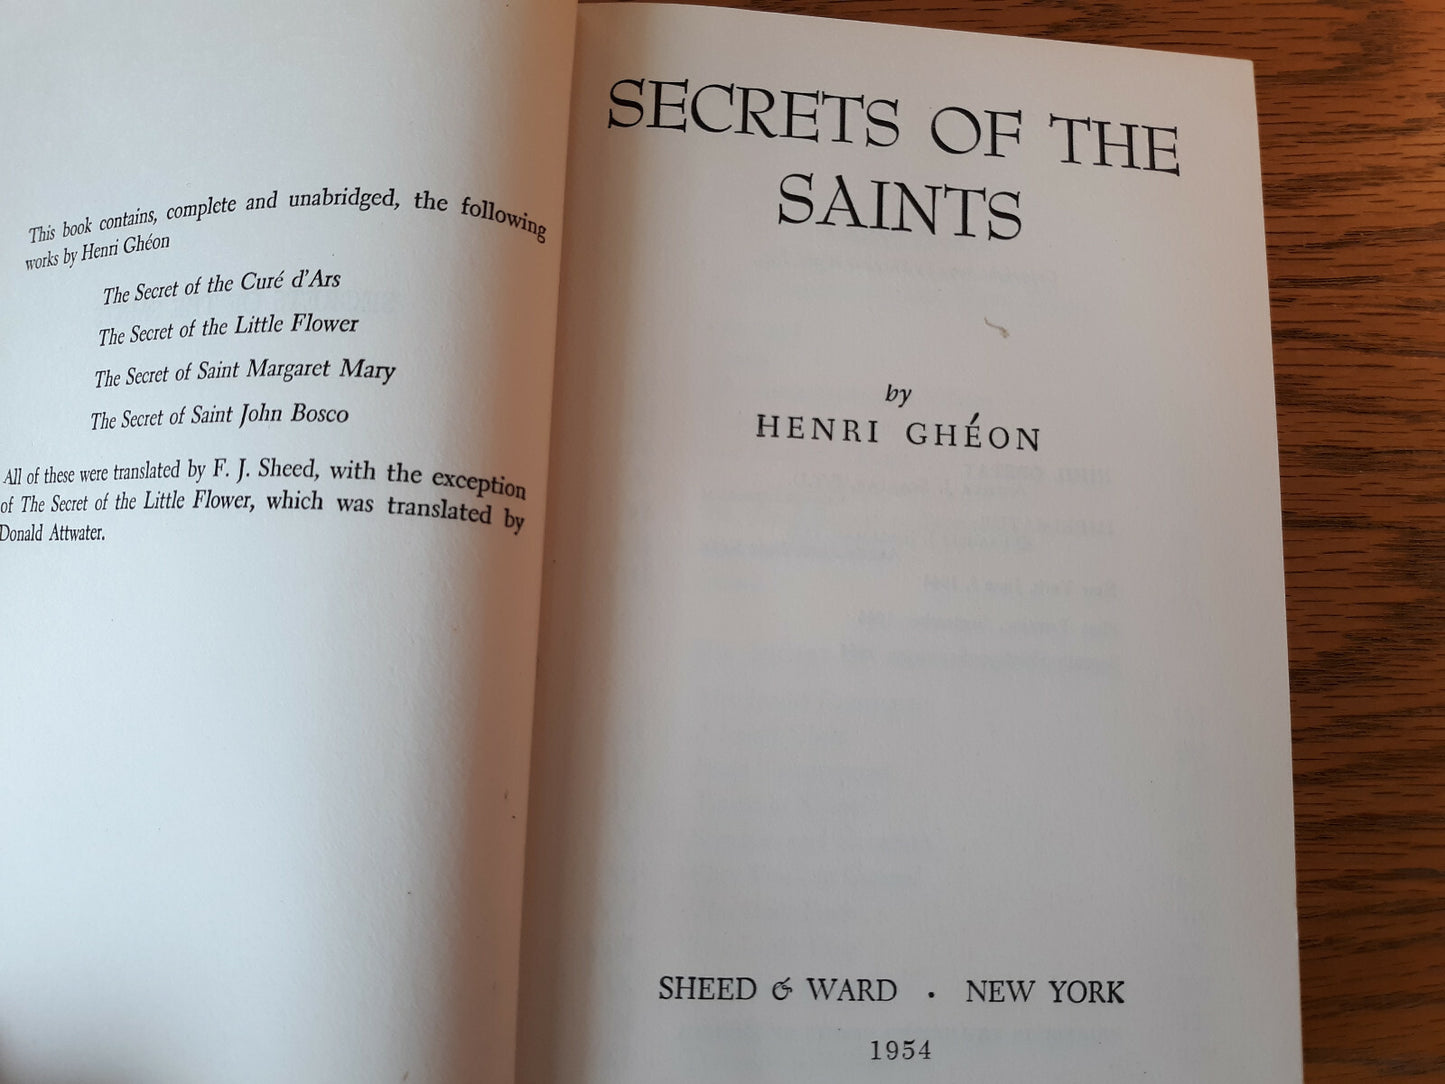 This book contains, complete and unabridged, the following
works by Henri Ghéon
The Secret of the Curé d'Ars
The Secret of the Little Flower
The Secret of Saint Margaret Mary
The Secret of Saint John Bosco
All of these were translated by F. J. Sheed, with the exception
of The Secret of the Little Flower, which was translated by
Donald Attwater.
SECRETS OF THE
SAINTS
by
HENRI GHÉON
SHEED & WARD · NEW YORK
1954